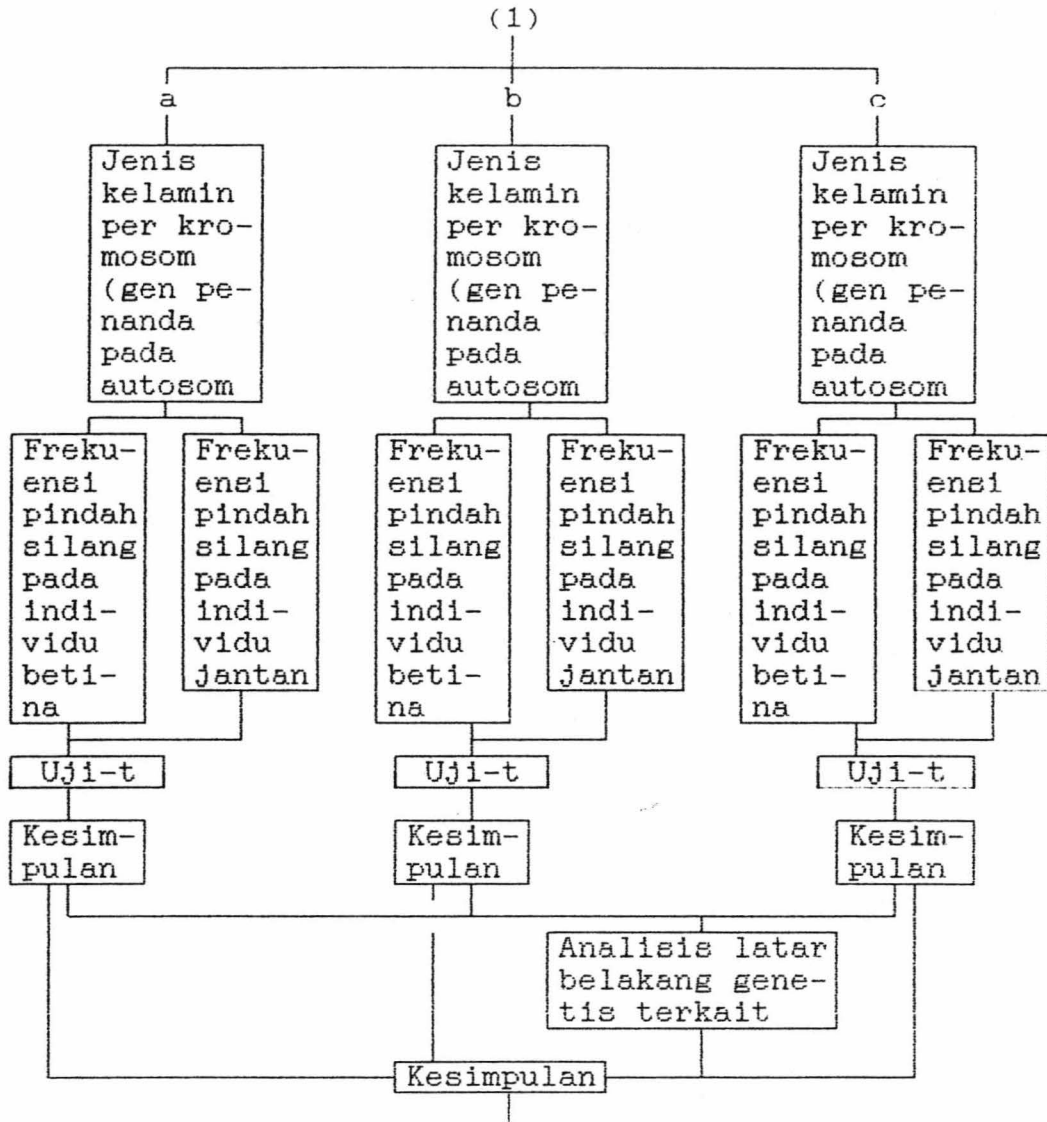 (1)
a
b
c
Jenis
kelamin
per kro-
mosom
(gen pe-
nanda
pada
autosom
Jenis
kelamin
per kro-
mosom
(gen pe-
nanda
pada
autosom
Jenis
kelamin
per kro-
mosom
(gen pe-
nanda
pada
autosom
Freku-
ensi
pindah
silang
pada
indi-
vidu
beti-
na
Freku-
ensi
pindah
silang
pada
indi-
vidu
jantan
Freku-
ensi
pindah
silang
pada
indi-
vidu
beti-
na
Freku-
ensi
pindah
silang
pada
indi-
vidu
jantan
Freku-
ensi
pindah
silang
pada
indi-
vidu
beti-
na
Freku-
ensi
pindah
silang
pada
indi-
vidu
jantan
Uji-t
Uji-t
Uji-t
Kesim-
pulan
Kesim-
pulan
Kesim-
pulan
Analisis latar
belakang gene-
tis terkait
Kesimpulan